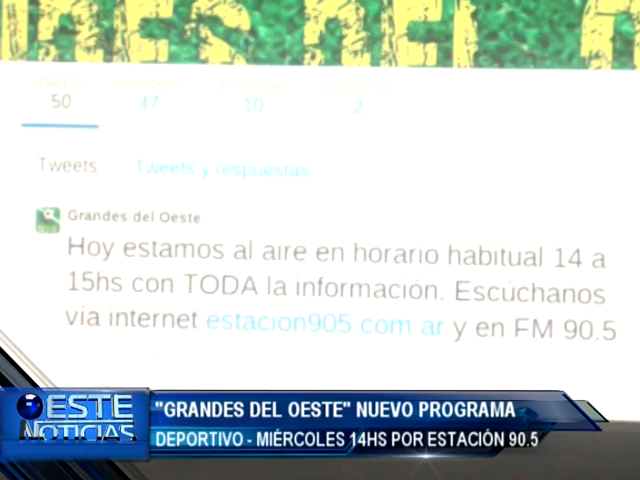 TWEETS
50
47
10
2
Tweets Tweets y respuestas
Grandes del Oeste
Hoy estamos al aire en horario habitual 14 a
15hs con TODA la información. Escúchanos
vía internet estacion905.com.ar y en FM 90.5
OESTE
NOTICIAS
"GRANDES DEL OESTE" NUEVO PROGRAMA
DEPORTIVO - MIÉRCOLES 14HS POR ESTACIÓN 90.5